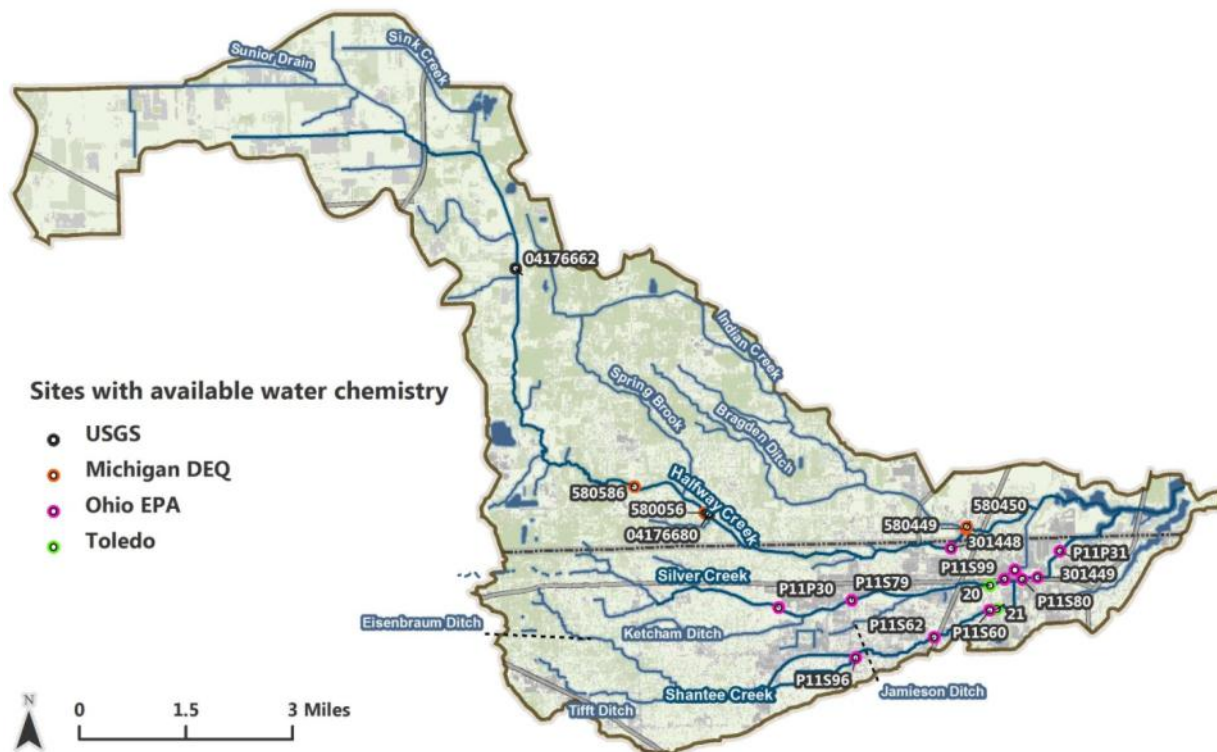 Sunior Drain
Sink Creek
04176662
Indian Creek
Spring Brook
Bragden Ditch
Sites with available water chemistry
USGS
Michigan DEQ
Ohio EPA
Toledo
Halfway Creek
580586
580056
04176680
580449
580450
301448
P11P31
P11S99
Silver Creek
P11P30
P11S79
20
301449
P11S80
21
Eisenbraum Ditch
Ketcham Ditch
P11S62
P11S60
P11S96
Shantee Creek
Jamieson Ditch
Tifft Ditch
N
0 1.5 3 Miles